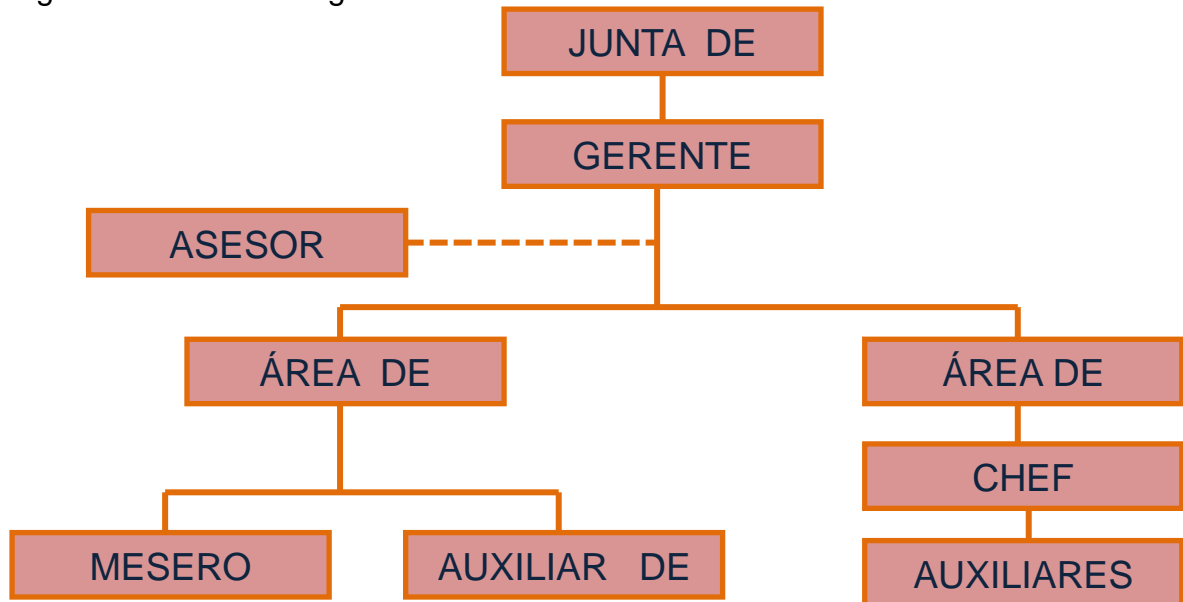 JUNTA DE
GERENTE
ASESOR
ÁREA DE
ÁREA DE
CHEF
MESERO
AUXILIAR DE
AUXILIARES